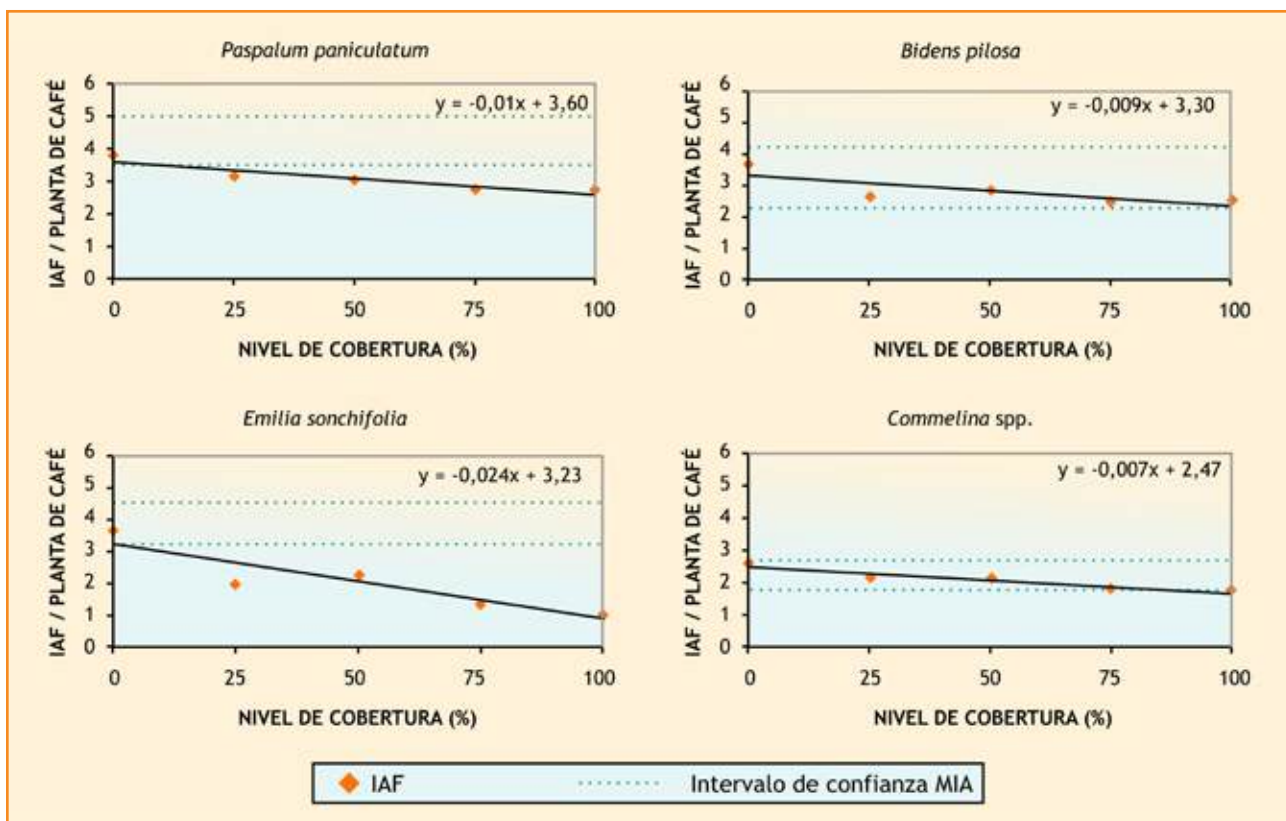 Paspalum paniculatum
IAF / PLANTA DE CAFÉ
6
5
4
3
2
1
0
y = -0,01x + 3,60
0 25 50 75 100
NIVEL DE COBERTURA (%)
Bidens pilosa
IAF / PLANTA DE CAFÉ
6
5
4
3
2
1
0
y = -0,009x + 3,30
0 25 50 75 100
NIVEL DE COBERTURA (%)
Emilia sonchifolia
IAF / PLANTA DE CAFÉ
6
5
4
3
2
1
0
y = -0,024x + 3,23
0 25 50 75 100
NIVEL DE COBERTURA (%)
Commelina spp.
IAF / PLANTA DE CAFÉ
6
5
4
3
2
1
0
y = -0,007x + 2,47
0 25 50 75 100
NIVEL DE COBERTURA (%)
IAF Intervalo de confianza MIA